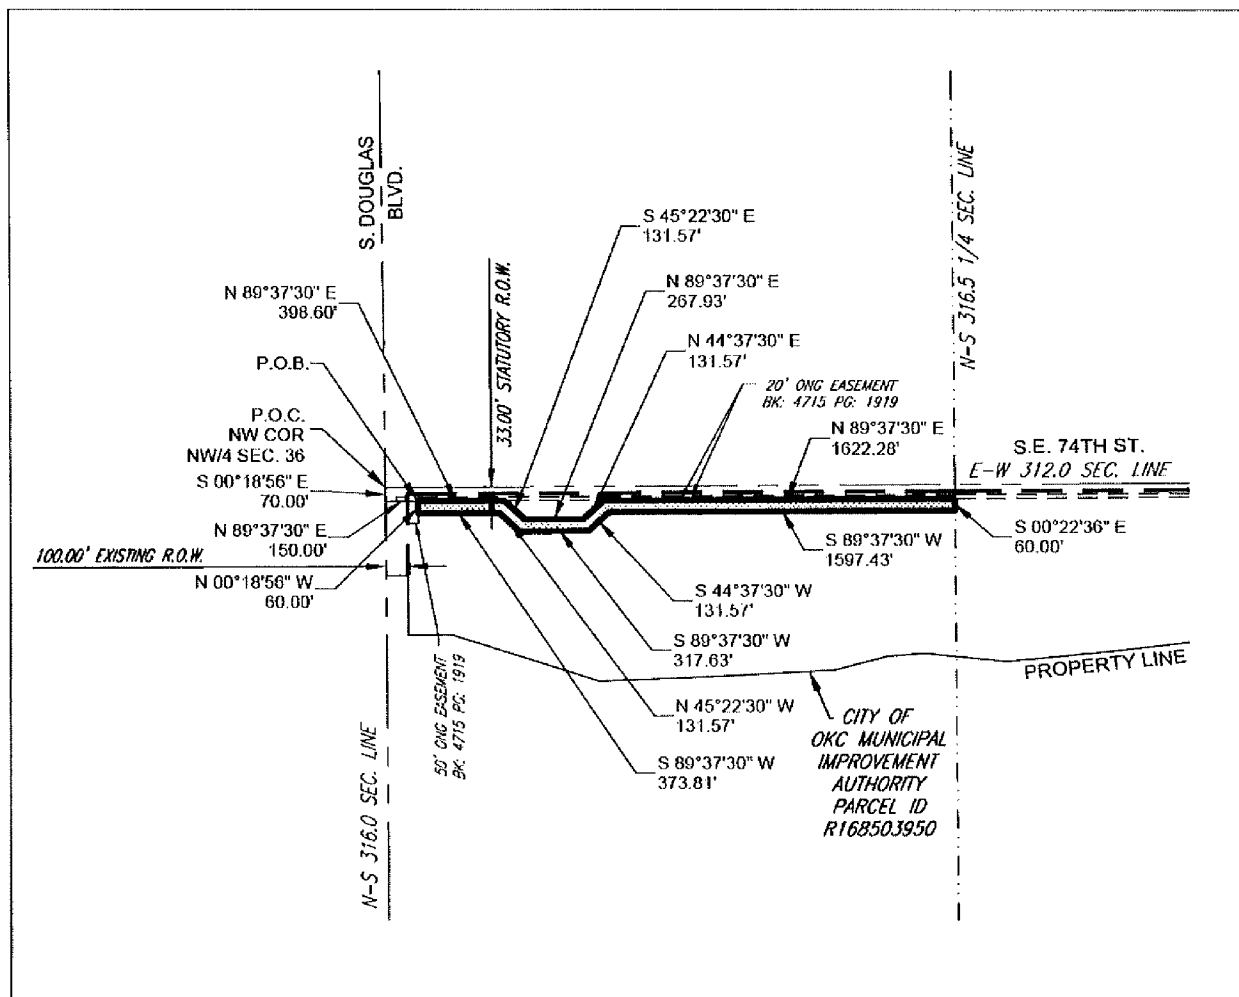 S. DOUGLAS
BLVD.
N-S 316.5 1/4 SEC. LINE
S 45°22'30" E
131.57'
N 89°37'30" E
267.93'
N 89°37'30" E
398.60'
33.00' STATUTORY R.O.W.
N 44°37'30" E
131.57'
P.O.B.
20' ONG EASEMENT
BK: 4715 PG: 1919
P.O.C.
NW COR
NW/4 SEC. 36
N 89°37'30" E
1622.28'
S.E. 74TH ST.
E-W 312.0 SEC. LINE
S 00°18'56" E
70.00'
N 89°37'30" E
150.00'
S 00°22'36" E
60.00'
S 89°37'30" W
1597.43'
100.00' EXISTING R.O.W.
N 00°18'56" W
60.00'
S 44°37'30" W
131.57'
S 89°37'30" W
317.63'
PROPERTY LINE
50' ONG EASEMENT
BK: 4715 PG: 1919
N 45°22'30" W
131.57'
S 89°37'30" W
373.81'
CITY OF
OKC MUNICIPAL
IMPROVEMENT
AUTHORITY
PARCEL ID
R168503950
N-S 316.0 SEC. LINE